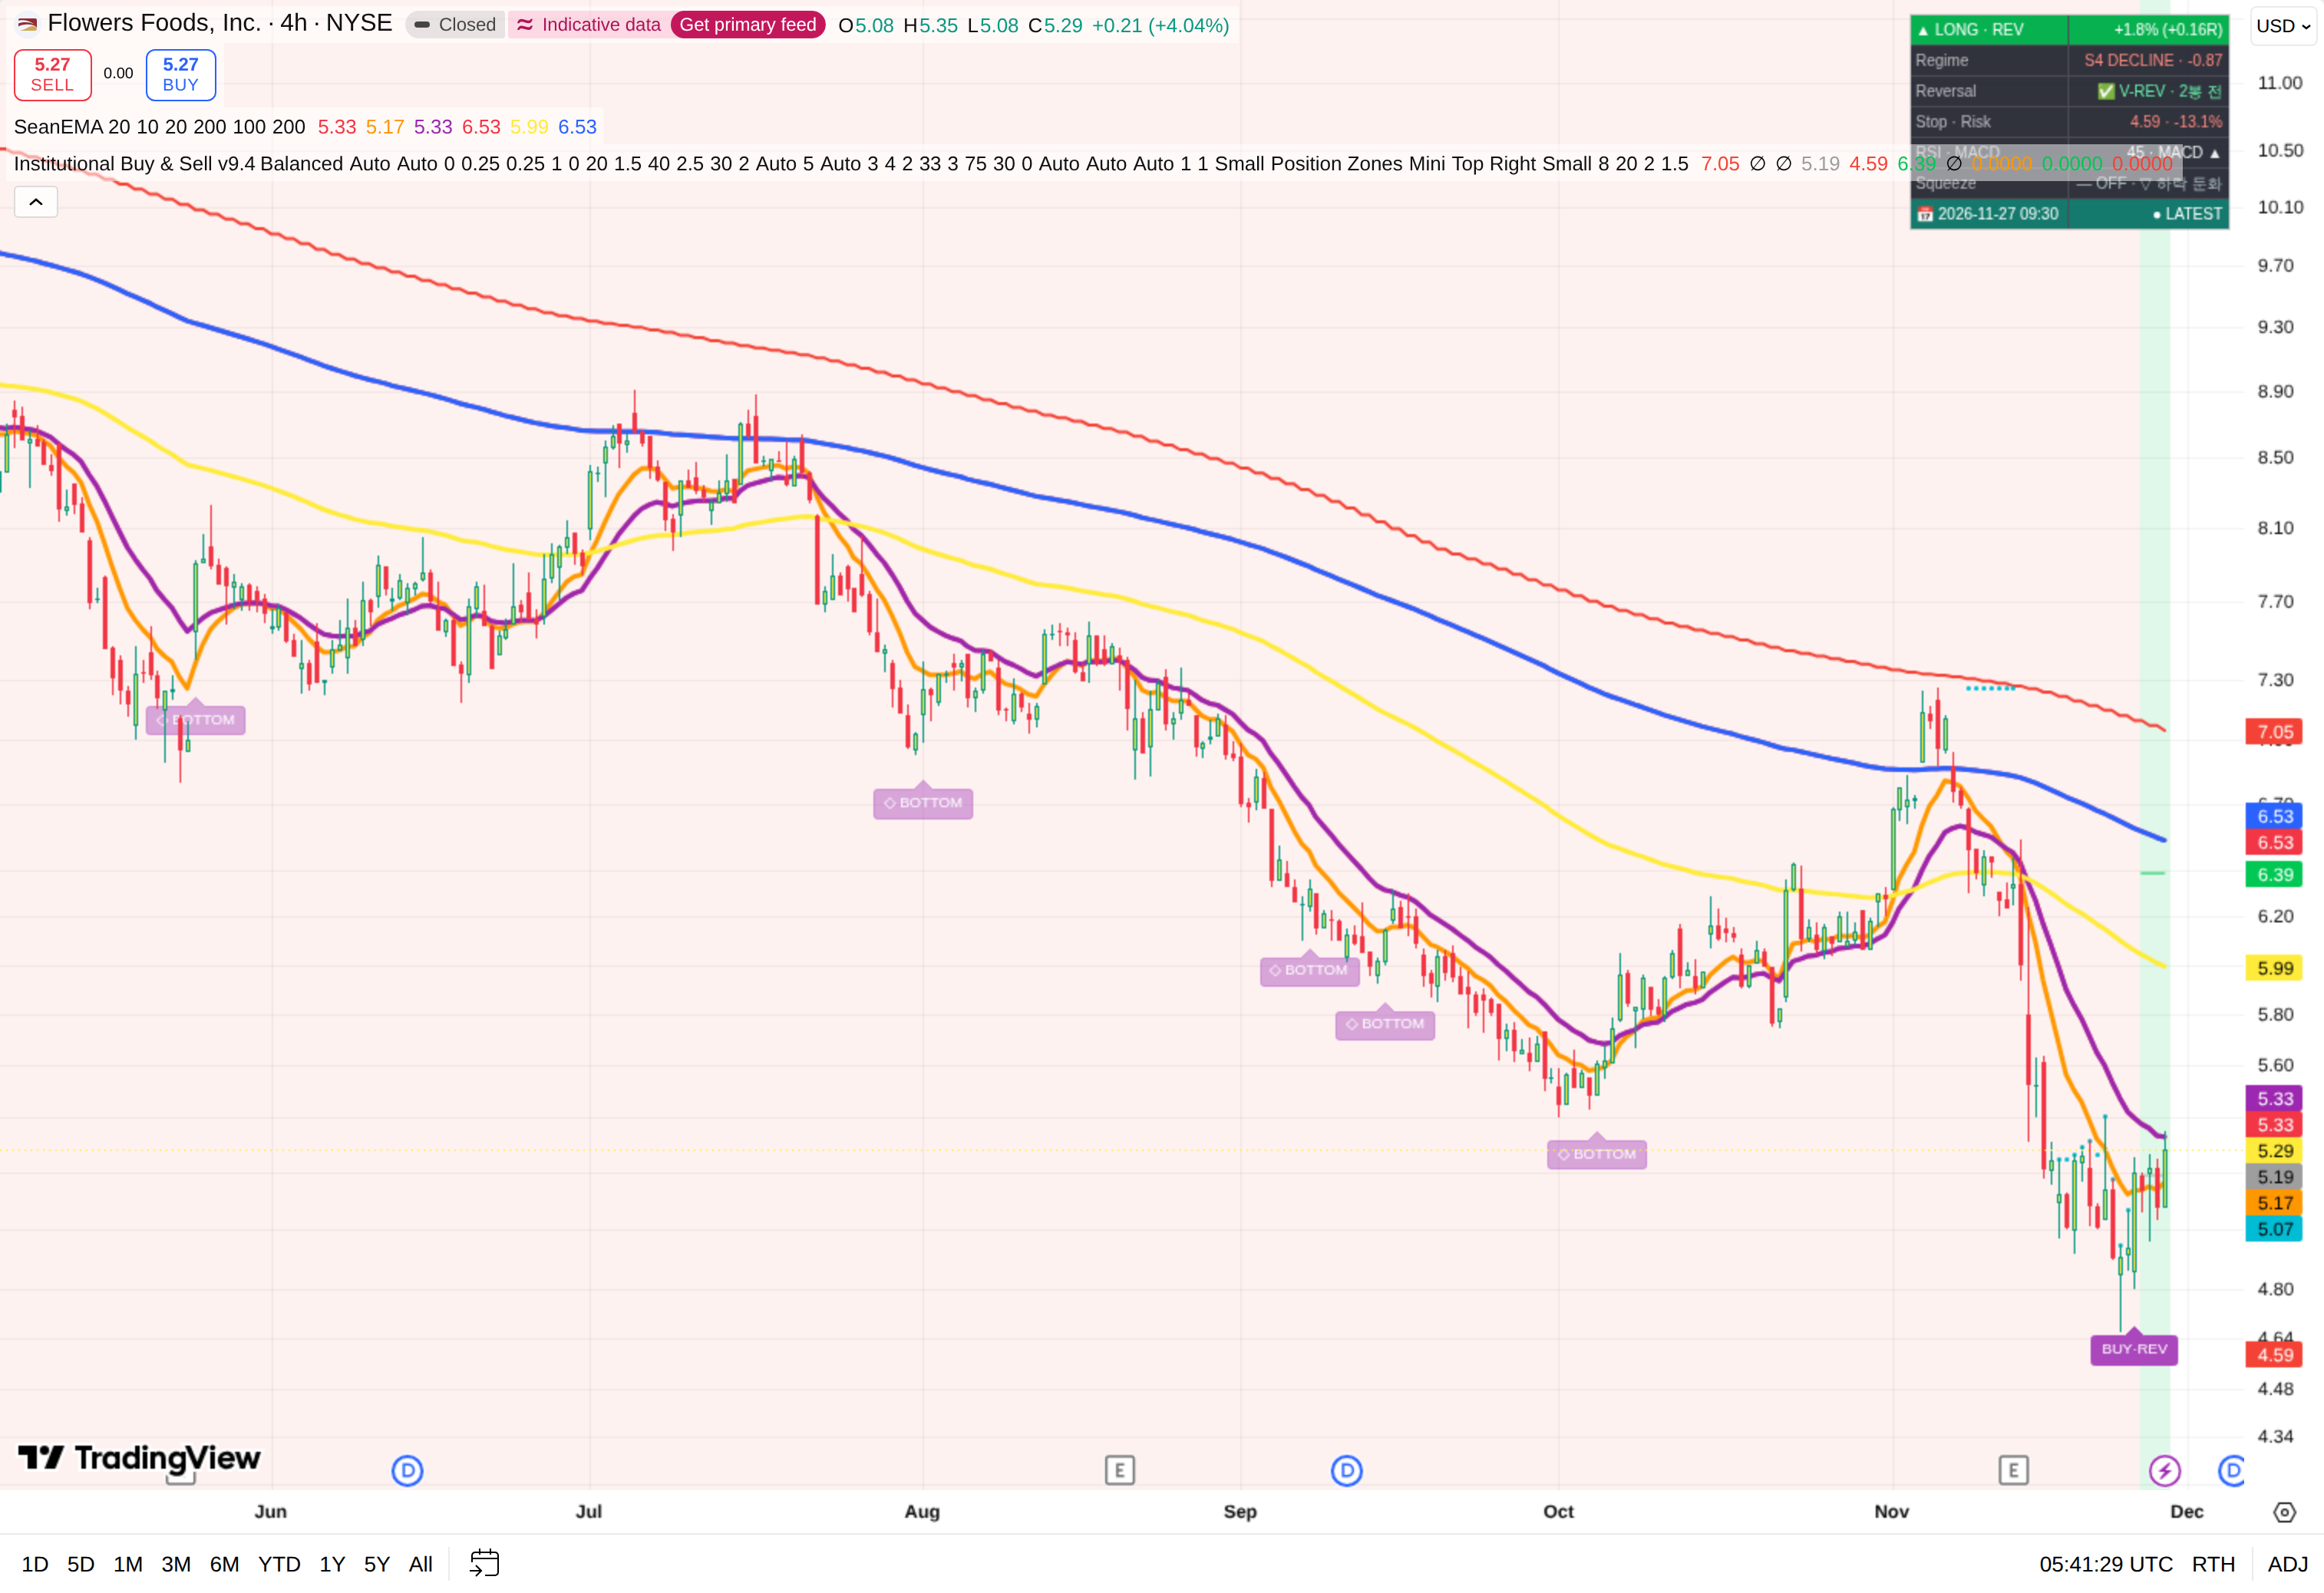 Flowers Foods, Inc. · 4h · NYSE Closed Indicative data Get primary feed O5.08 H5.35 L5.08 C5.29 +0.21 (+4.04%)
5.27 SELL 0.00 5.27 BUY
SeanEMA 20 10 20 200 100 200 5.33 5.17 5.33 6.53 5.99 6.53
Institutional Buy & Sell v9.4 Balanced Auto Auto 0 0.25 0.25 1 0 20 1.5 40 2.5 30 2 Auto 5 Auto 3 4 2 33 3 75 30 0 Auto Auto Auto 1 1 Small Position Zones Mini Top Right Small 8 20 2 1.5 7.05 ∅ ∅ 5.19 4.59 6.39 ∅ 0.0000 0.0000 0.0000
▲ LONG · REV +1.8% (+0.16R)
Regime S4 DECLINE · -0.87
Reversal ✅ V-REV · 2봉 전
Stop · Risk 4.59 · -13.1%
RSI · MACD 45 · MACD ▲
Squeeze — OFF · ▽ 하락 둔화
📅 2026-11-27 09:30 ● LATEST
USD
11.00
10.50
10.10
9.70
9.30
8.90
8.50
8.10
7.70
7.30
7.05
6.53
6.53
6.39
6.20
5.99
5.80
5.60
5.33
5.33
5.29
5.19
5.17
5.07
4.80
4.64
4.59
4.48
4.34
◇ BOTTOM
◇ BOTTOM
◇ BOTTOM
◇ BOTTOM
◇ BOTTOM
BUY·REV
TradingView
D E D E D
Jun Jul Aug Sep Oct Nov Dec
1D 5D 1M 3M 6M YTD 1Y 5Y All 05:41:29 UTC RTH ADJ